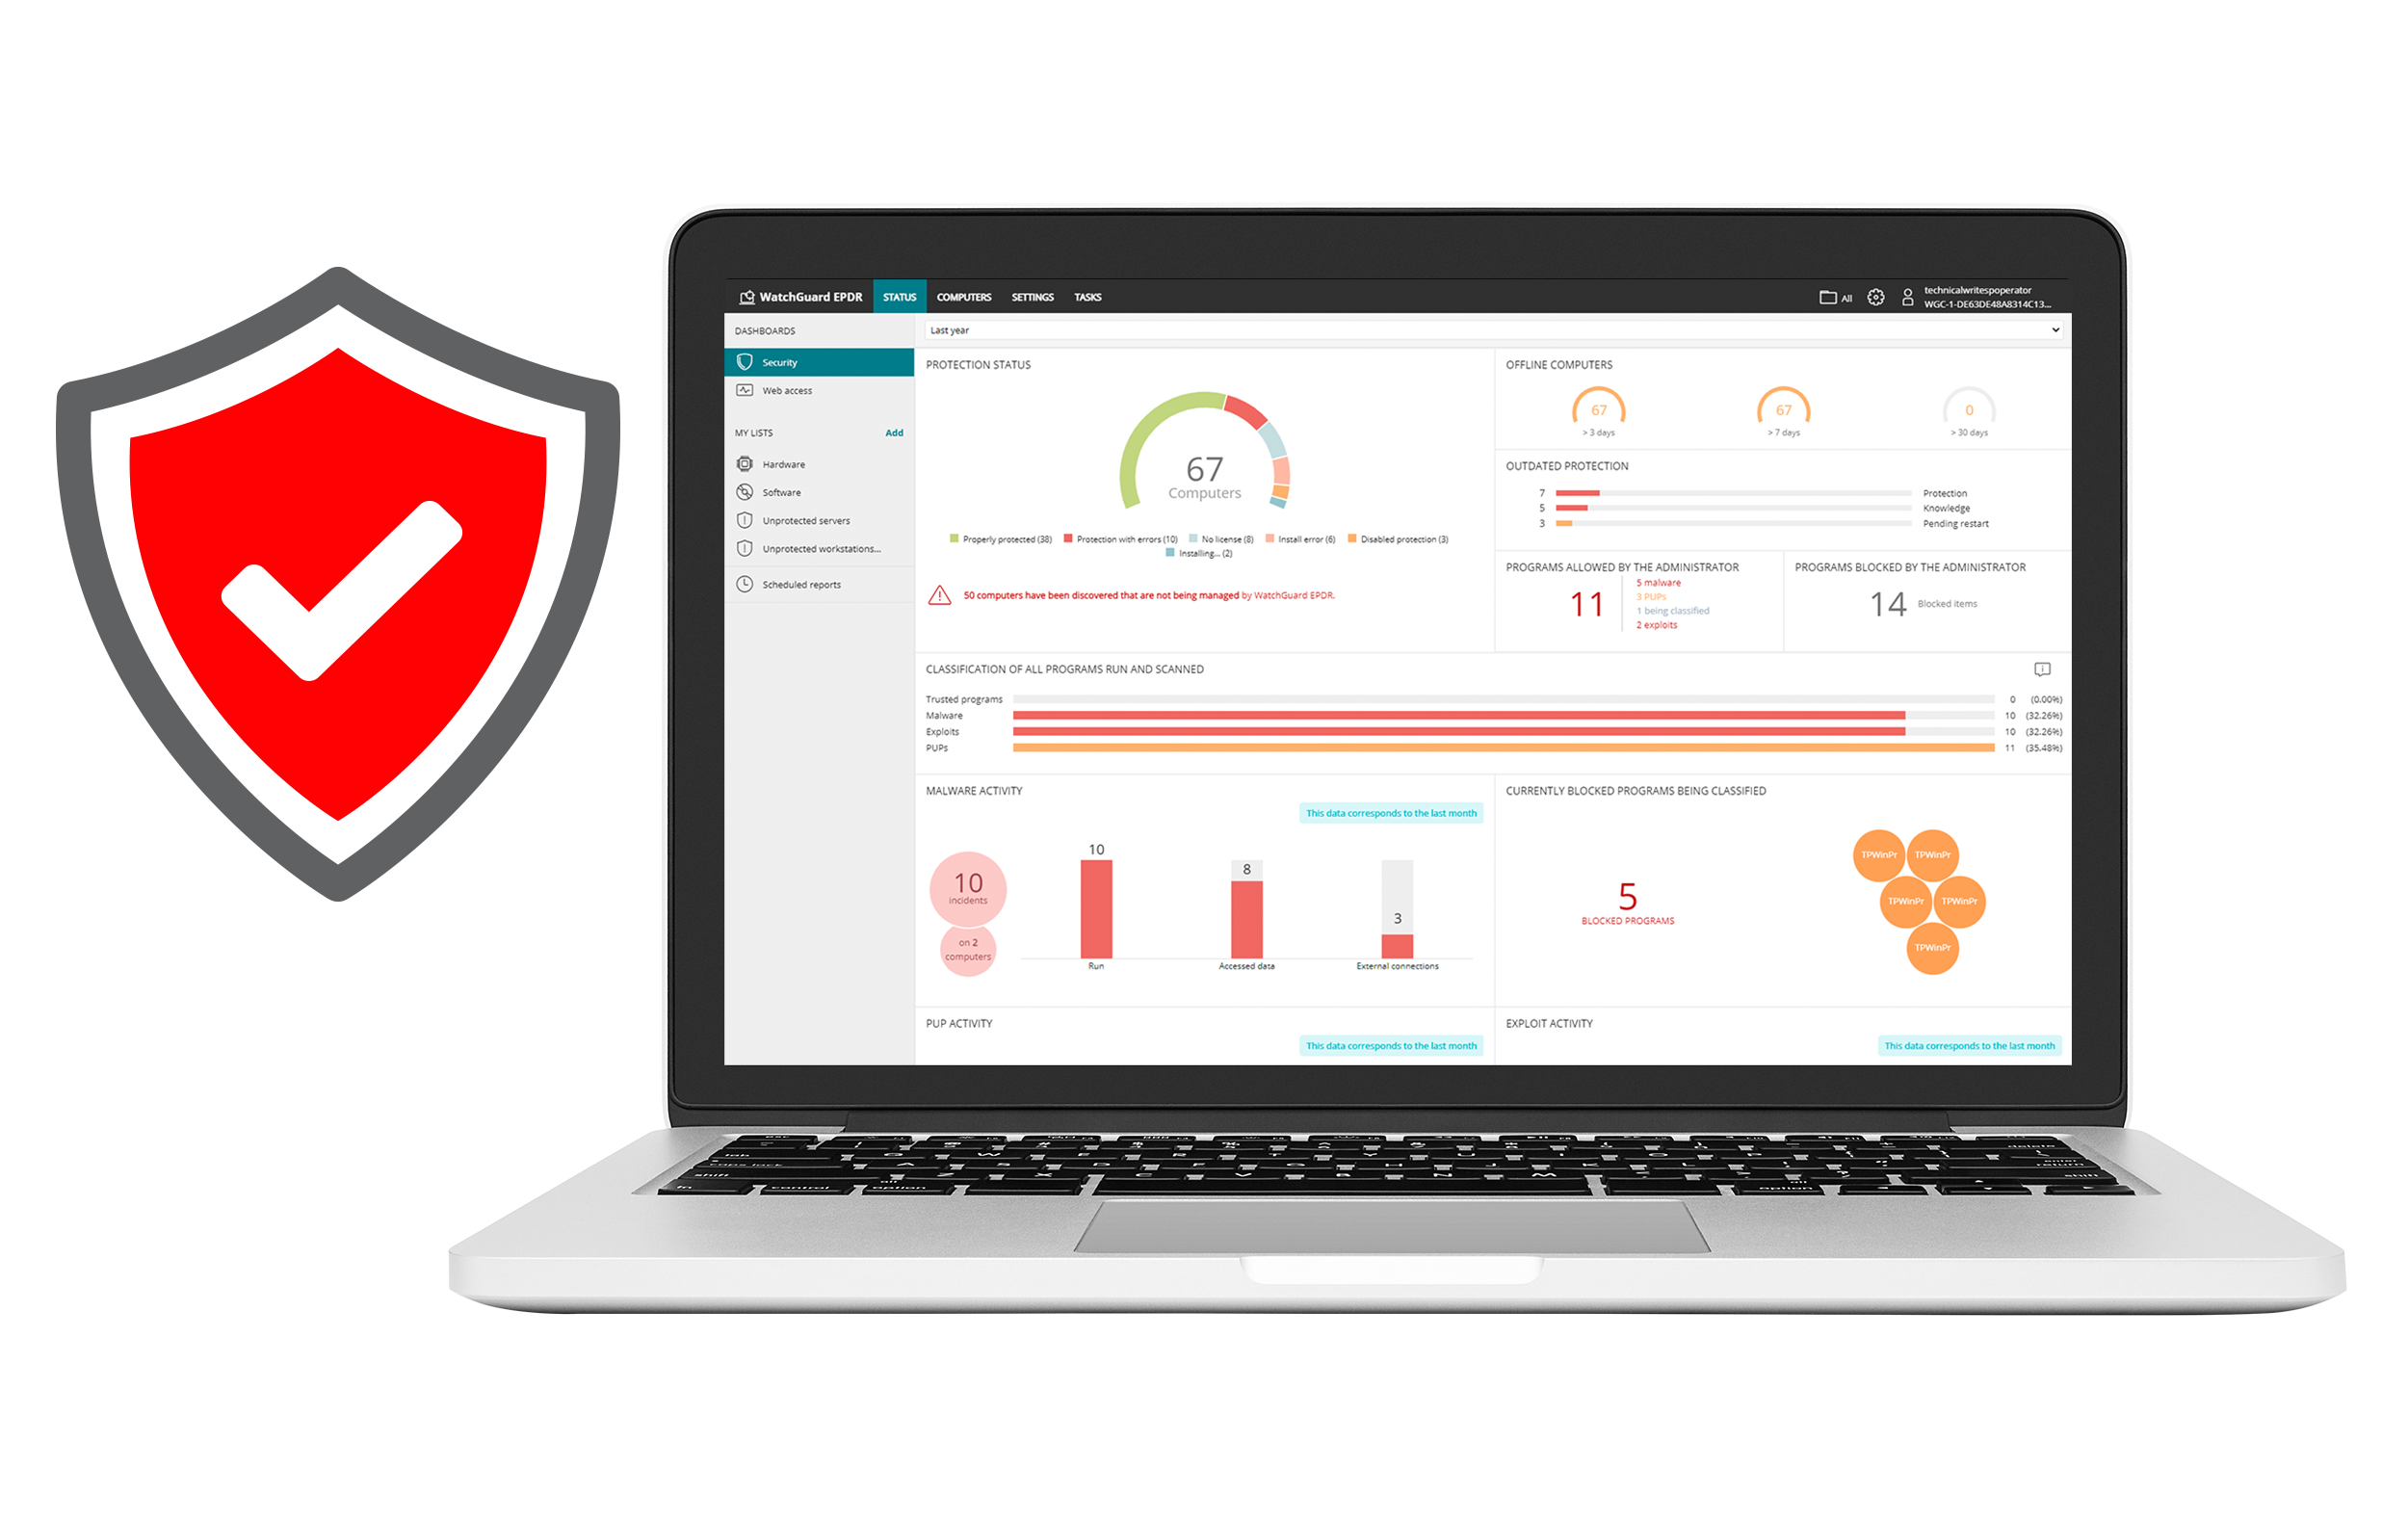 WatchGuard EPDR
STATUS
COMPUTERS
SETTINGS
TASKS
All
technicalwritespoperator
WGC-1-DE63DE48A8314C13...
DASHBOARDS
Security
Web access
MY LISTS
Add
Hardware
Software
Unprotected servers
Unprotected workstations...
Scheduled reports
Last year
PROTECTION STATUS
67
Computers
Properly protected (38)
Protection with errors (10)
No license (8)
Install error (6)
Disabled protection (3)
Installing... (2)
50 computers have been discovered that are not being managed by WatchGuard EPDR.
OFFLINE COMPUTERS
67
> 3 days
67
> 7 days
0
> 30 days
OUTDATED PROTECTION
7 Protection
5 Knowledge
3 Pending restart
PROGRAMS ALLOWED BY THE ADMINISTRATOR
11
5 malware
3 PUPs
1 being classified
2 exploits
PROGRAMS BLOCKED BY THE ADMINISTRATOR
14 Blocked items
CLASSIFICATION OF ALL PROGRAMS RUN AND SCANNED
Trusted programs 0 (0.00%)
Malware 10 (32.26%)
Exploits 10 (32.26%)
PUPs 11 (35.48%)
MALWARE ACTIVITY
This data corresponds to the last month
10
incidents
on 2
computers
10
Run
8
Accessed data
3
External connections
CURRENTLY BLOCKED PROGRAMS BEING CLASSIFIED
5
BLOCKED PROGRAMS
TPWinPr
TPWinPr
TPWinPr
TPWinPr
TPWinPr
PUP ACTIVITY
This data corresponds to the last month
EXPLOIT ACTIVITY
This data corresponds to the last month